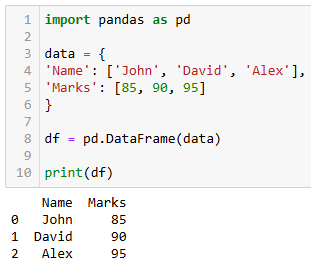 1 import pandas as pd
2
3 data = {
4 'Name': ['John', 'David', 'Alex'],
5 'Marks': [85, 90, 95]
6 }
7
8 df = pd.DataFrame(data)
9
10 print(df)
    Name  Marks
0   John     85
1  David     90
2   Alex     95